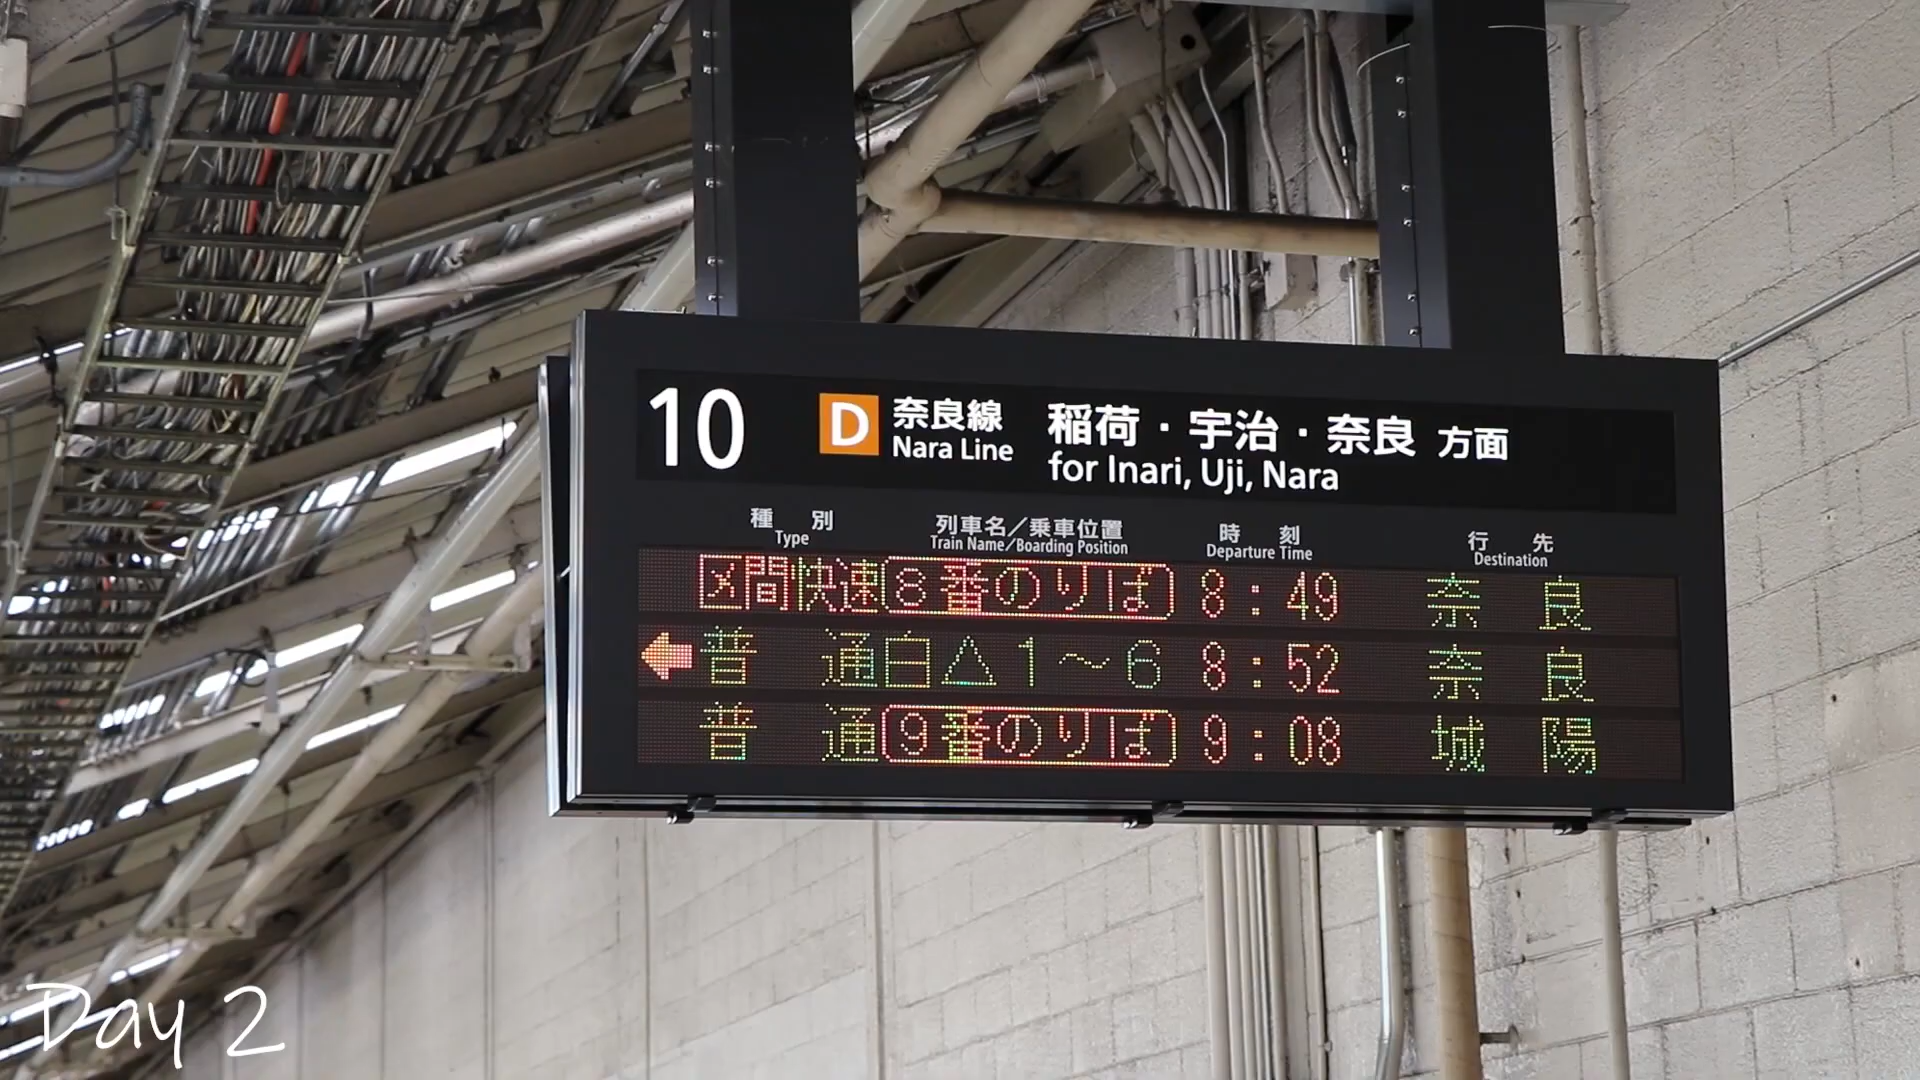 10 D 奈良線 稲荷・宇治・奈良 方面
Nara Line for Inari, Uji, Nara
種別 列車名/乗車位置 時刻 行先
Type Train Name/Boarding Position Departure Time Destination
区間快速 8番のりば 8:49 奈良
普通 白△1〜6 8:52 奈良
普通 9番のりば 9:08 城陽
Day 2